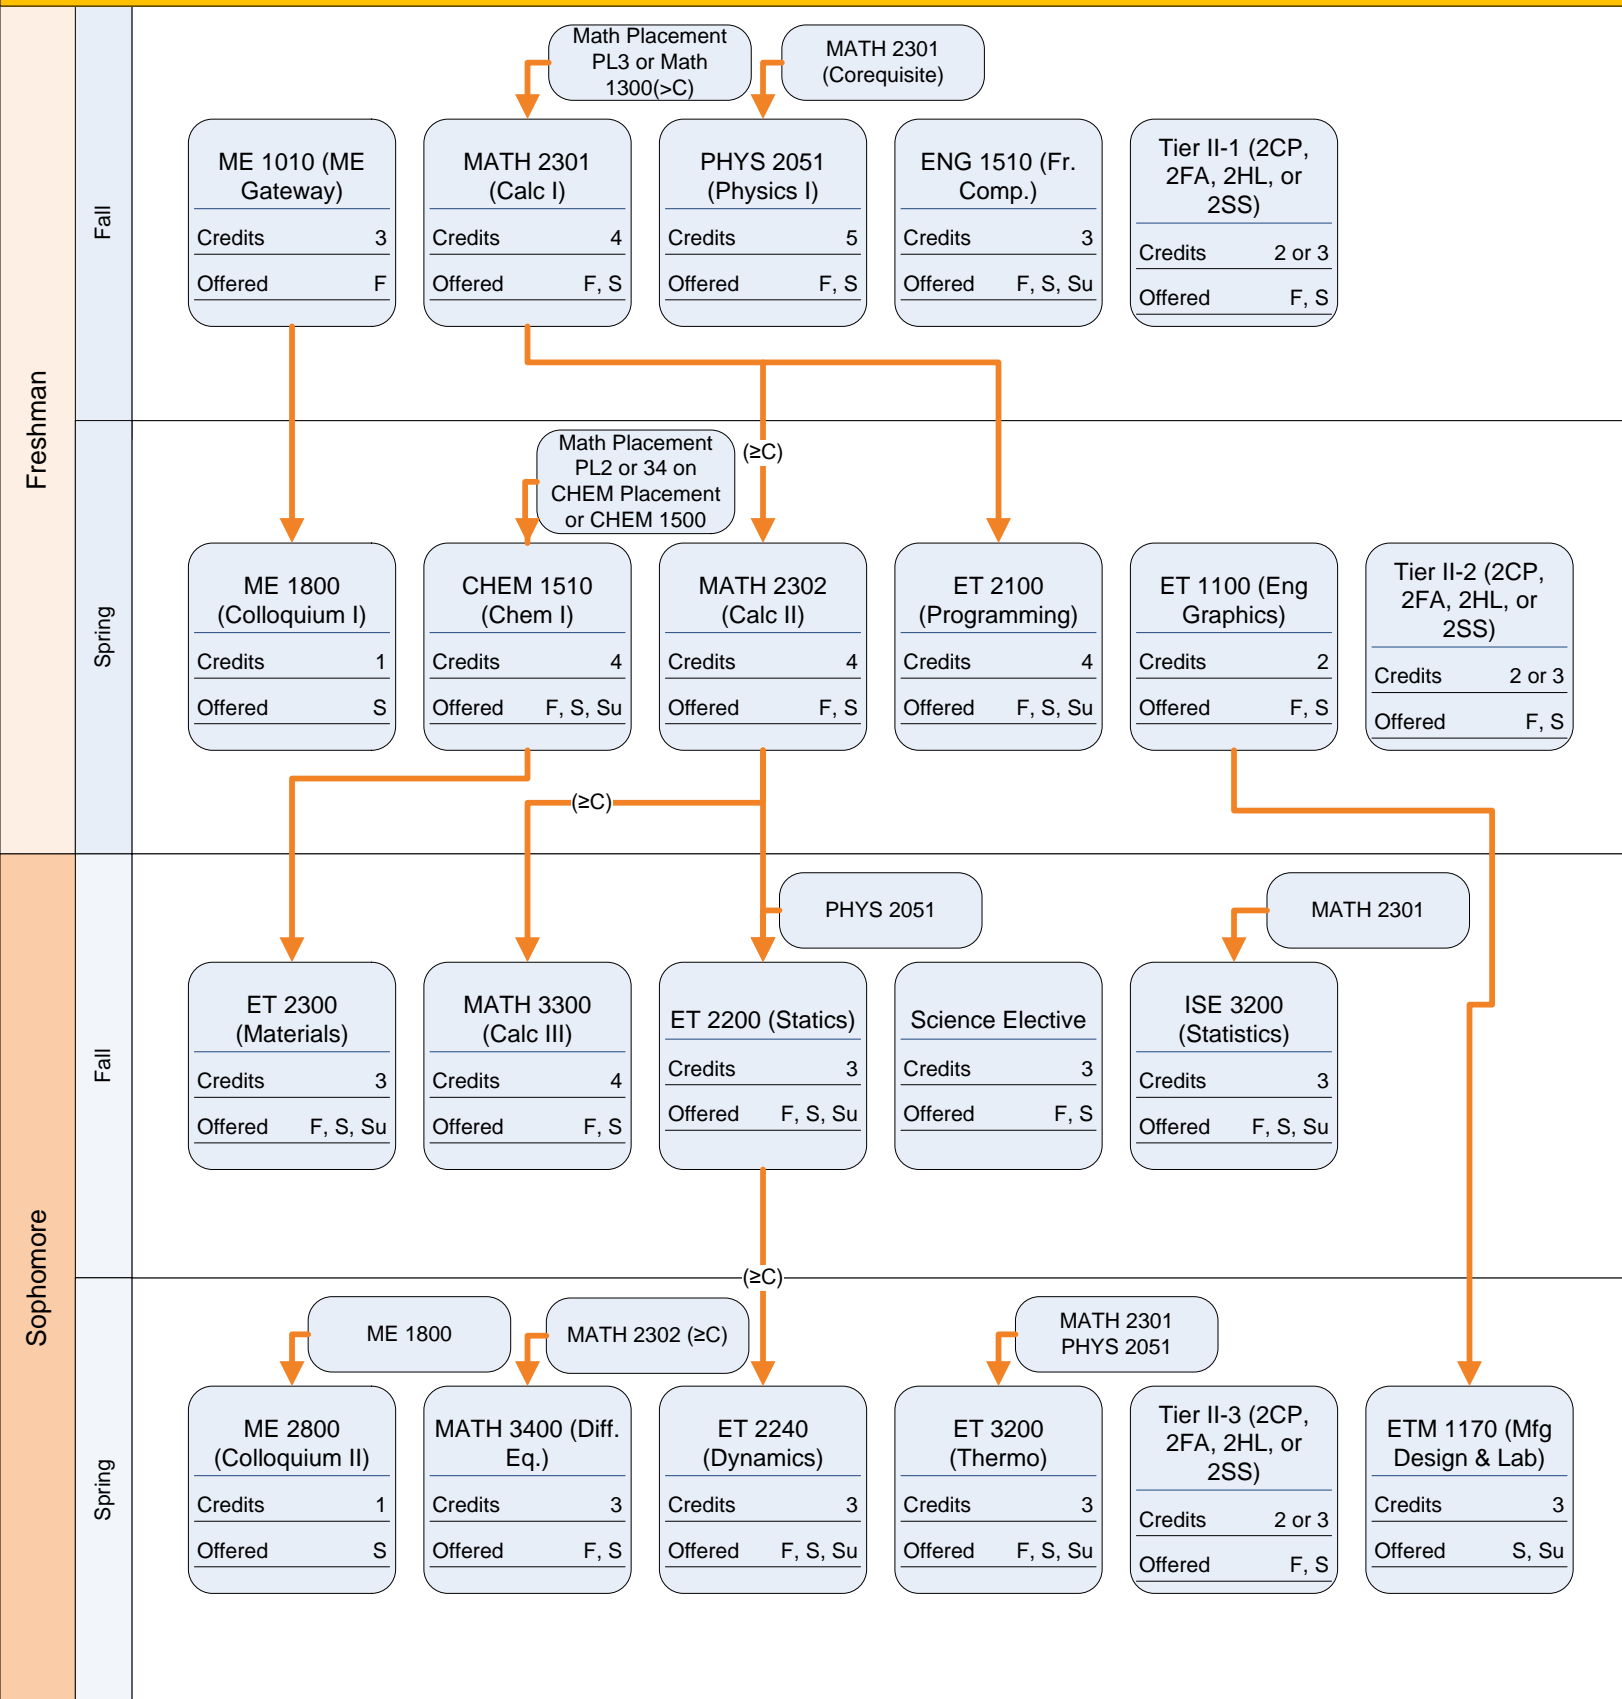 Freshman
Fall
Math Placement
PL3 or Math
1300(>C)
MATH 2301
(Corequisite)
ME 1010 (ME
Gateway)
Credits 3
Offered F
MATH 2301
(Calc I)
Credits 4
Offered F, S
PHYS 2051
(Physics I)
Credits 5
Offered F, S
ENG 1510 (Fr.
Comp.)
Credits 3
Offered F, S, Su
Tier II-1 (2CP,
2FA, 2HL, or
2SS)
Credits 2 or 3
Offered F, S
Spring
Math Placement
PL2 or 34 on
CHEM Placement
or CHEM 1500
(≥C)
ME 1800
(Colloquium I)
Credits 1
Offered S
CHEM 1510
(Chem I)
Credits 4
Offered F, S, Su
MATH 2302
(Calc II)
Credits 4
Offered F, S
ET 2100
(Programming)
Credits 4
Offered F, S, Su
ET 1100 (Eng
Graphics)
Credits 2
Offered F, S
Tier II-2 (2CP,
2FA, 2HL, or
2SS)
Credits 2 or 3
Offered F, S
(≥C)
Sophomore
Fall
PHYS 2051
MATH 2301
ET 2300
(Materials)
Credits 3
Offered F, S, Su
MATH 3300
(Calc III)
Credits 4
Offered F, S
ET 2200 (Statics)
Credits 3
Offered F, S, Su
Science Elective
Credits 3
Offered F, S
ISE 3200
(Statistics)
Credits 3
Offered F, S, Su
(≥C)
Spring
ME 1800
MATH 2302 (≥C)
MATH 2301
PHYS 2051
ME 2800
(Colloquium II)
Credits 1
Offered S
MATH 3400 (Diff.
Eq.)
Credits 3
Offered F, S
ET 2240
(Dynamics)
Credits 3
Offered F, S, Su
ET 3200
(Thermo)
Credits 3
Offered F, S, Su
Tier II-3 (2CP,
2FA, 2HL, or
2SS)
Credits 2 or 3
Offered F, S
ETM 1170 (Mfg
Design & Lab)
Credits 3
Offered S, Su